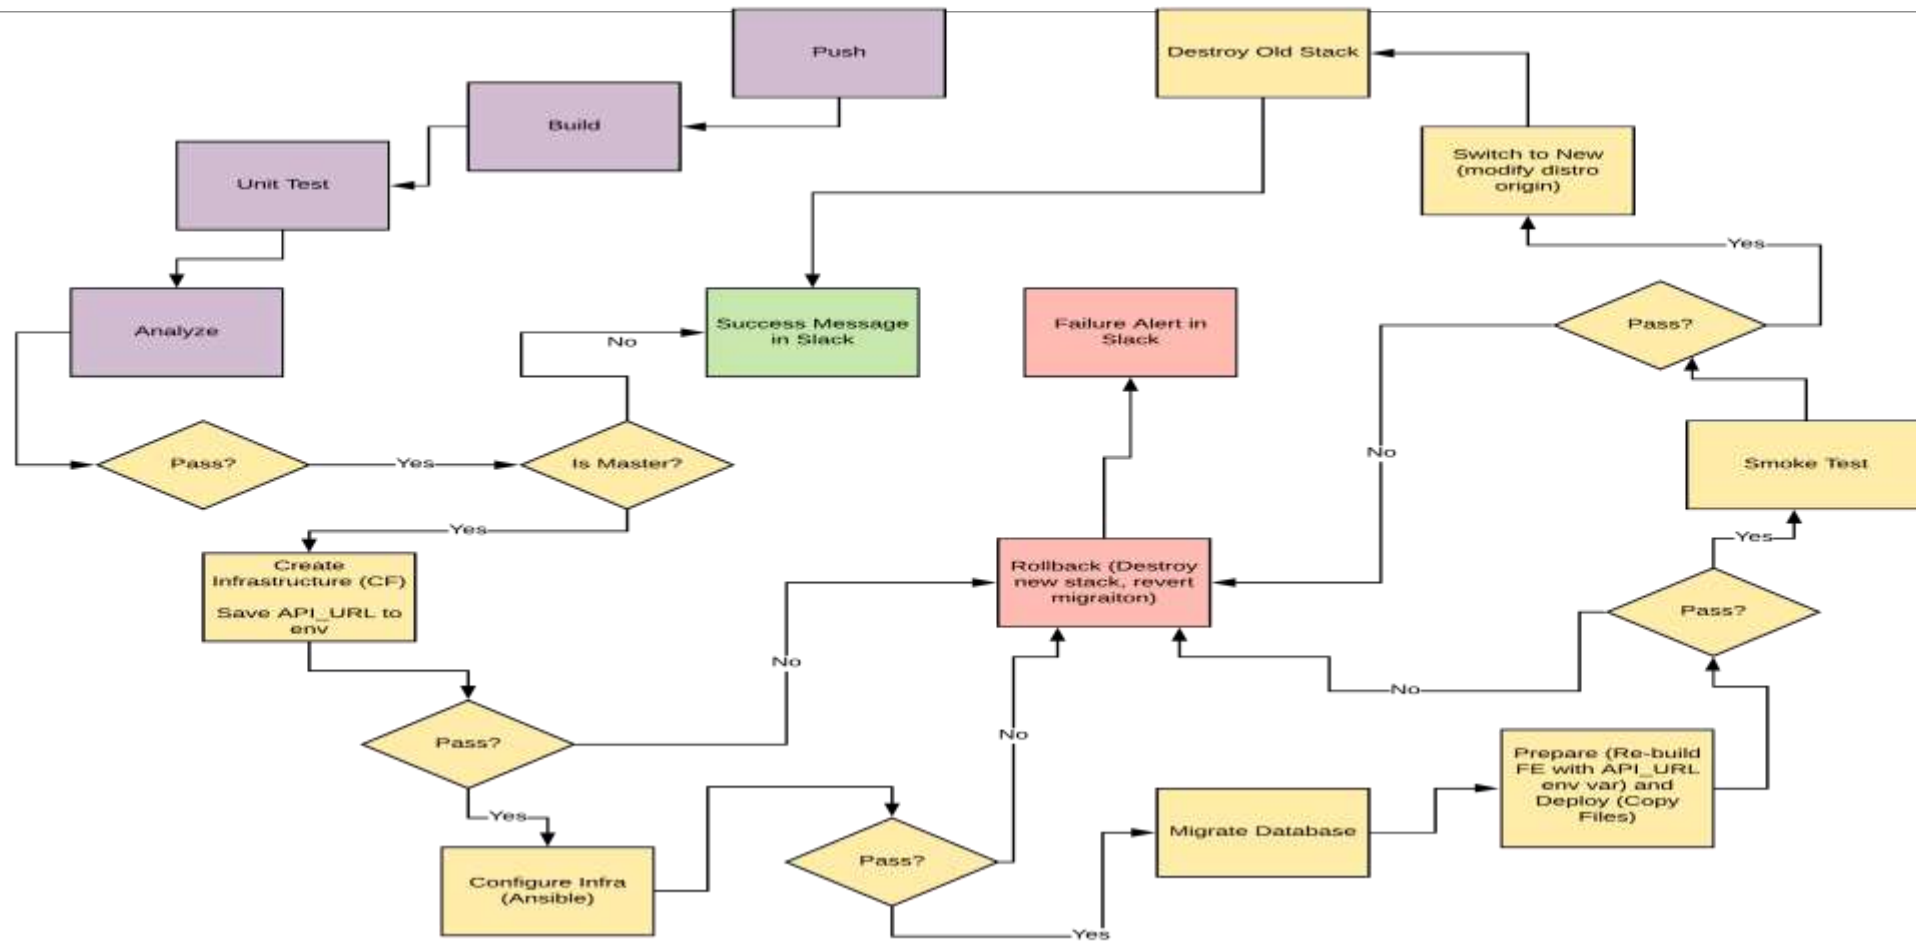 Push
Destroy Old Stack
Build
Switch to New
(modify distro
origin)
Unit Test
Yes
Analyze
Success Message
in Slack
Failure Alert in
Slack
Pass?
No
No
Pass?
Yes
Is Master?
Smoke Test
Yes
Yes
Create
Infrastructure (CF)
Save API_URL to
env
Rollback (Destroy
new stack, revert
migraiton)
Pass?
No
No
No
Pass?
Prepare (Re-build
FE with API_URL
env var) and
Deploy (Copy
Files)
Yes
Migrate Database
Pass?
Configure Infra
(Ansible)
Yes